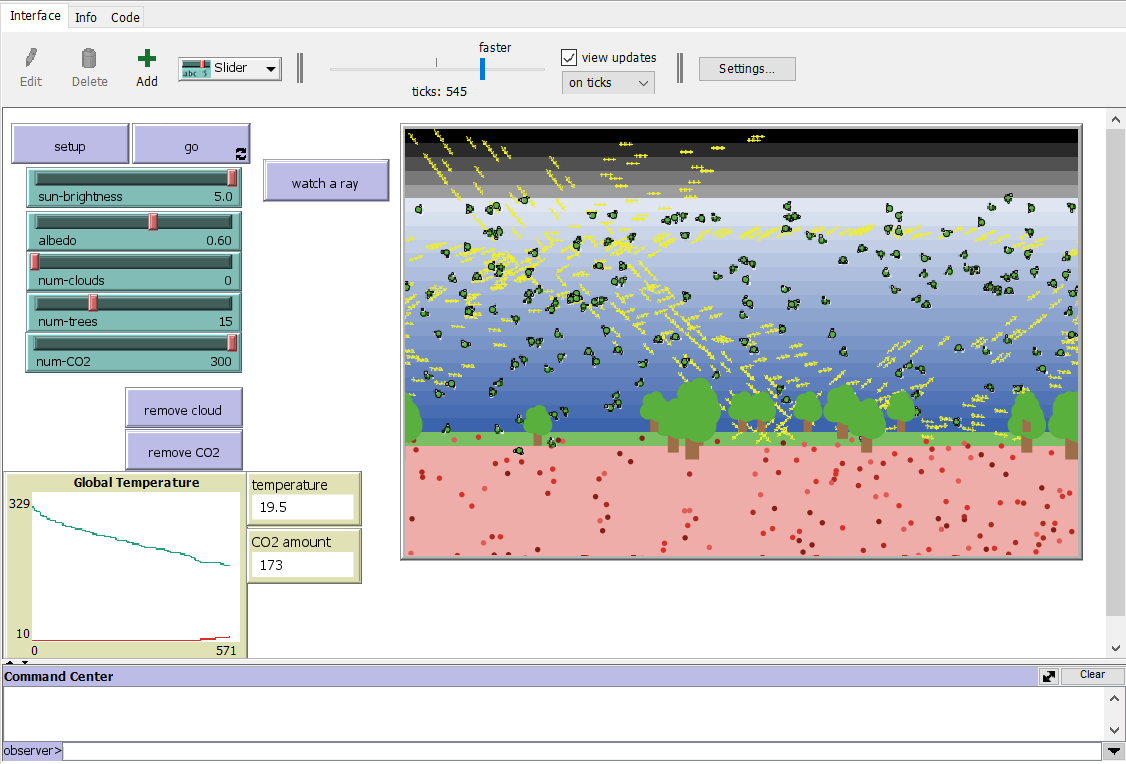 Interface Info Code
faster
Edit Delete Add
abc 5 Slider
view updates
on ticks
Settings...
ticks: 545
setup go
watch a ray
sun-brightness 5.0
albedo 0.60
num-clouds 0
num-trees 15
num-CO2 300
remove cloud
remove CO2
Global Temperature
329
10
0 571
temperature
19.5
CO2 amount
173
Command Center Clear
observer>